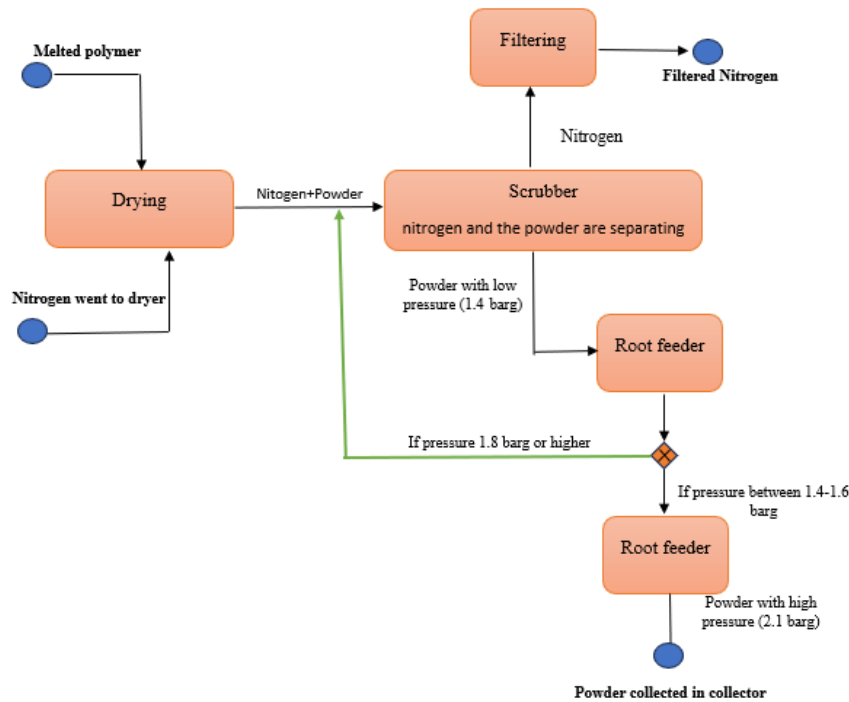 Melted polymer
Filtering
Filtered Nitrogen
Nitrogen
Drying
Nitogen+Powder
Scrubber
nitrogen and the powder are separating
Nitrogen went to dryer
Powder with low
pressure (1.4 barg)
Root feeder
If pressure 1.8 barg or higher
If pressure between 1.4-1.6
barg
Root feeder
Powder with high
pressure (2.1 barg)
Powder collected in collector